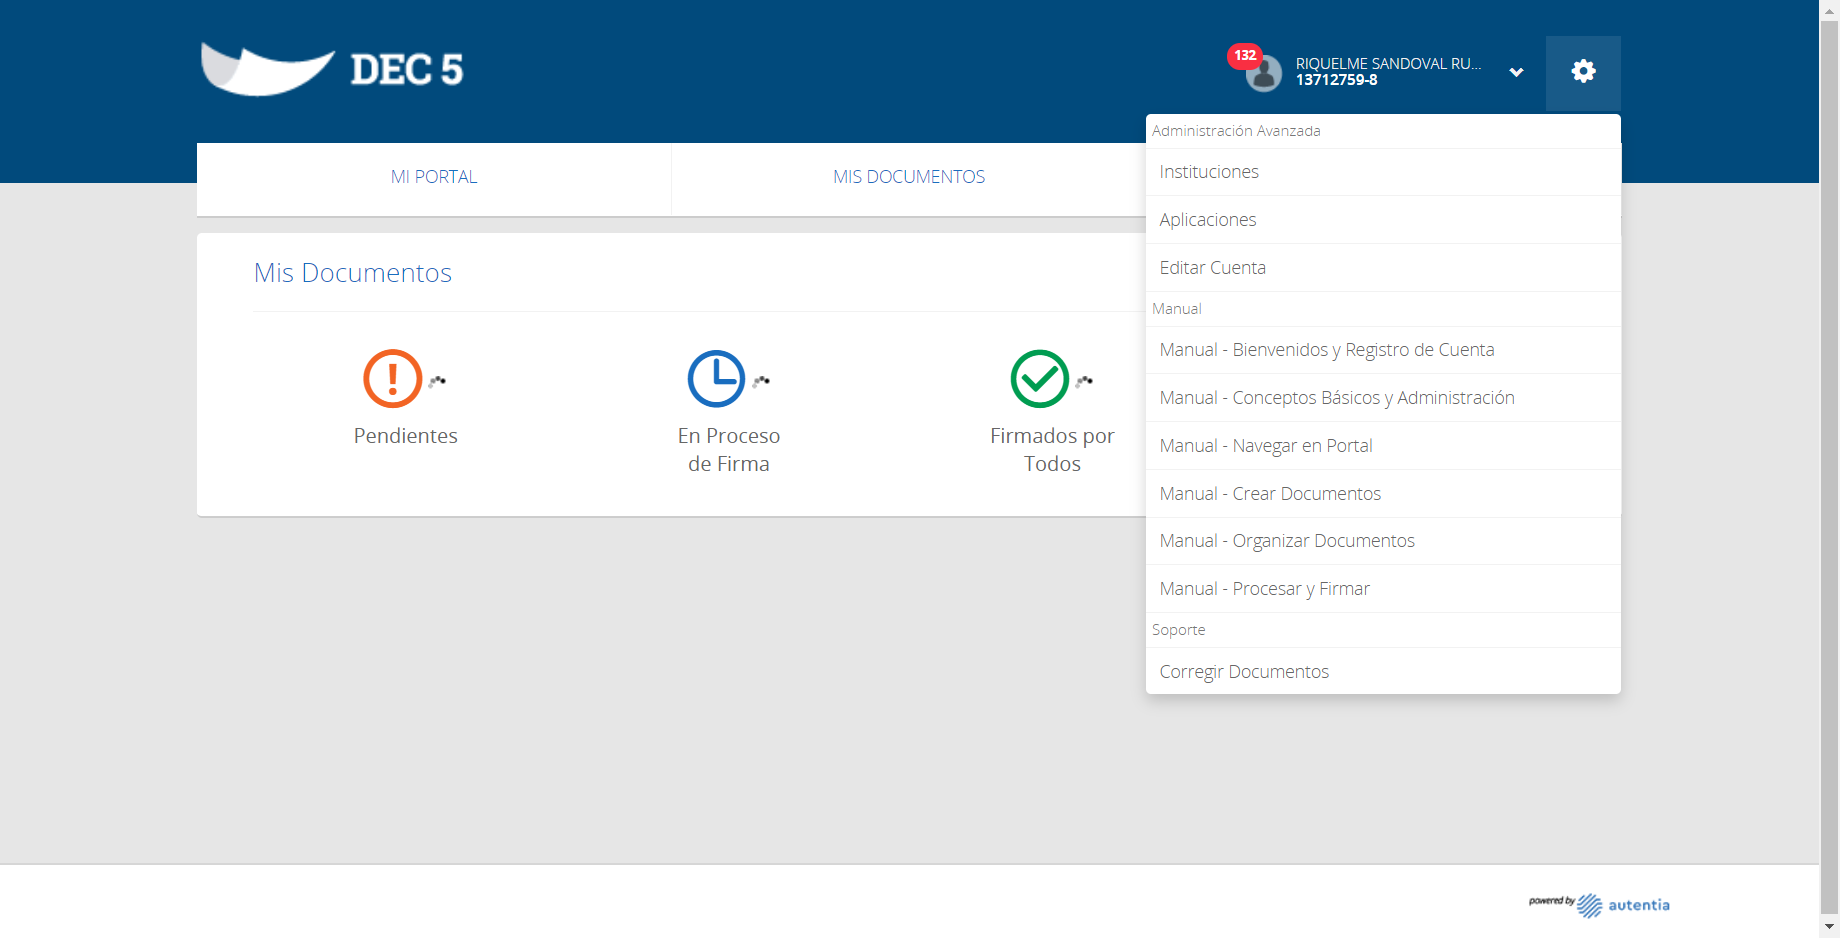 DEC 5
132
RIQUELME SANDOVAL RU...
13712759-8
MI PORTAL
MIS DOCUMENTOS
Administración Avanzada
Instituciones
Aplicaciones
Editar Cuenta
Manual
Manual - Bienvenidos y Registro de Cuenta
Manual - Conceptos Básicos y Administración
Manual - Navegar en Portal
Manual - Crear Documentos
Manual - Organizar Documentos
Manual - Procesar y Firmar
Soporte
Corregir Documentos
Mis Documentos
Pendientes
En Proceso
de Firma
Firmados por
Todos
powered by
autentia